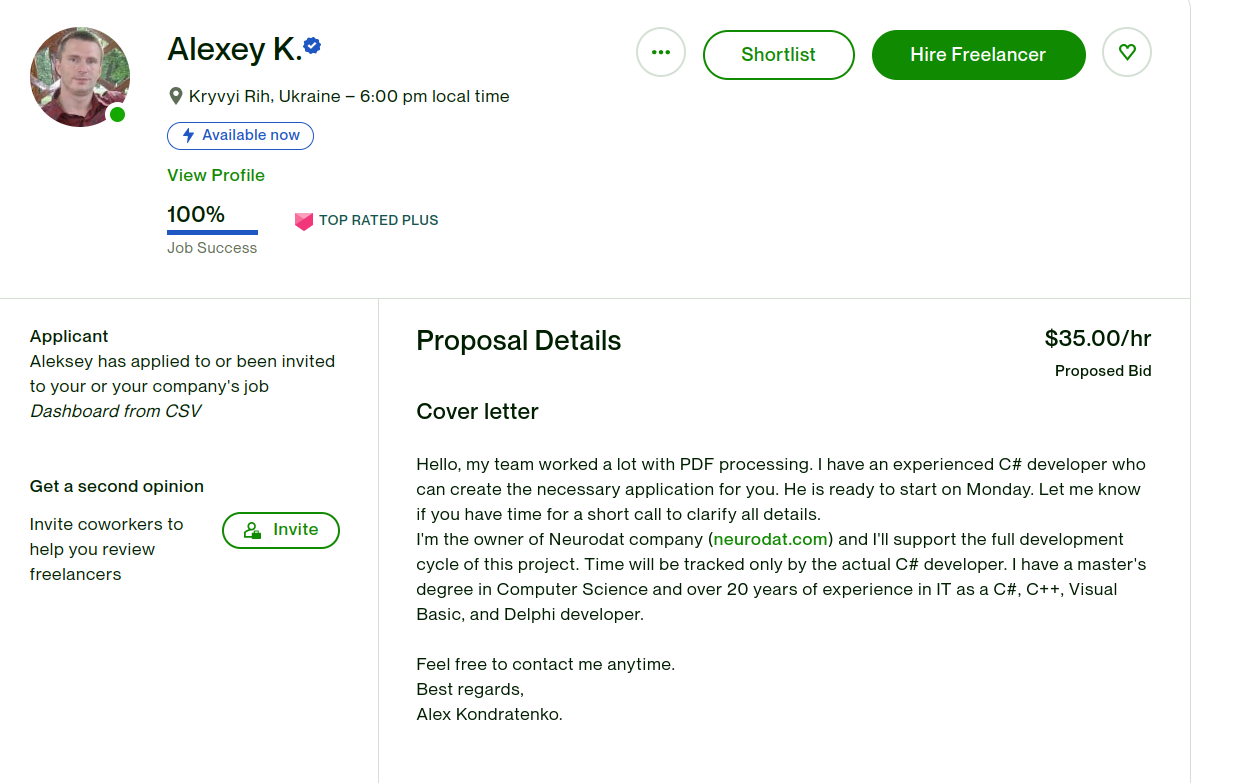 Alexey K.
Kryvyi Rih, Ukraine – 6:00 pm local time
Available now
View Profile
100%
Job Success
TOP RATED PLUS
Shortlist
Hire Freelancer
Applicant
Aleksey has applied to or been invited
to your or your company's job
Dashboard from CSV
Get a second opinion
Invite coworkers to
help you review
freelancers
Invite
Proposal Details
$35.00/hr
Proposed Bid
Cover letter
Hello, my team worked a lot with PDF processing. I have an experienced C# developer who
can create the necessary application for you. He is ready to start on Monday. Let me know
if you have time for a short call to clarify all details.
I'm the owner of Neurodat company (neurodat.com) and I'll support the full development
cycle of this project. Time will be tracked only by the actual C# developer. I have a master's
degree in Computer Science and over 20 years of experience in IT as a C#, C++, Visual
Basic, and Delphi developer.
Feel free to contact me anytime.
Best regards,
Alex Kondratenko.